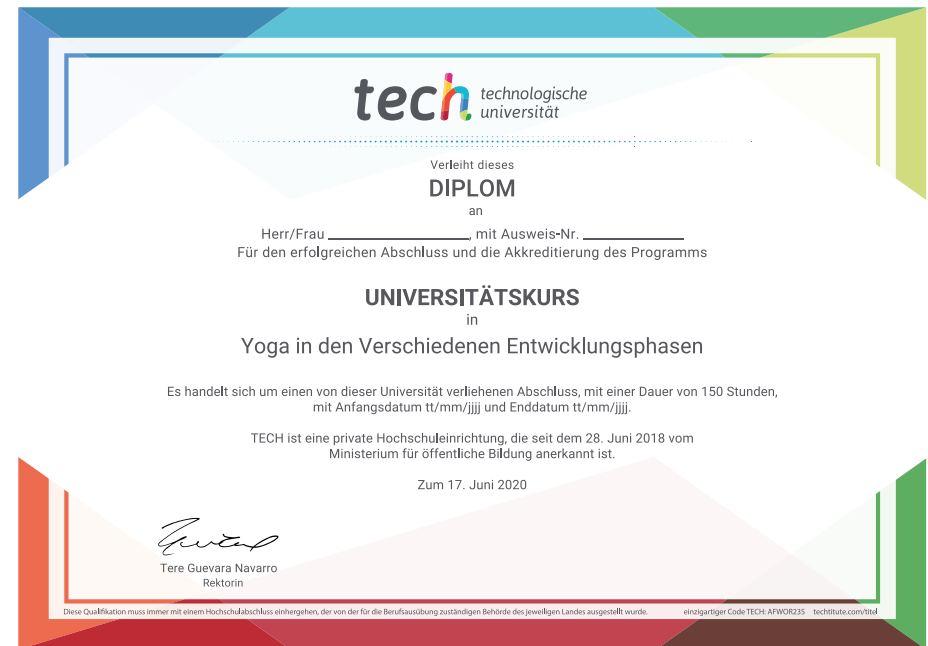 tech technologische
universität
Verleiht dieses
DIPLOM
an
Herr/Frau ____________, mit Ausweis-Nr. ____________
Für den erfolgreichen Abschluss und die Akkreditierung des Programms
UNIVERSITÄTSKURS
in
Yoga in den Verschiedenen Entwicklungsphasen
Es handelt sich um einen von dieser Universität verliehenen Abschluss, mit einer Dauer von 150 Stunden,
mit Anfangsdatum tt/mm/jjjj und Enddatum tt/mm/jjjj.
TECH ist eine private Hochschuleinrichtung, die seit dem 28. Juni 2018 vom
Ministerium für öffentliche Bildung anerkannt ist.
Zum 17. Juni 2020
Tere Guevara Navarro
Rektorin
Diese Qualifikation muss immer mit einem Hochschulabschluss einhergehen, der von der für die Berufsausübung zuständigen Behörde des jeweiligen Landes ausgestellt wurde. einzigartiger Code TECH: AFWOR235 techtitute.com/titel